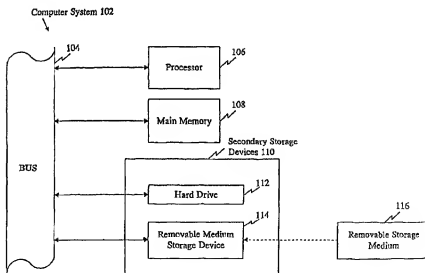 Computer System 102
104
106
Processor
108
Main Memory
Secondary Storage
Devices 110
BUS
112
Hard Drive
114
116
Removable Medium
Storage Device
Removable Storage
Medium